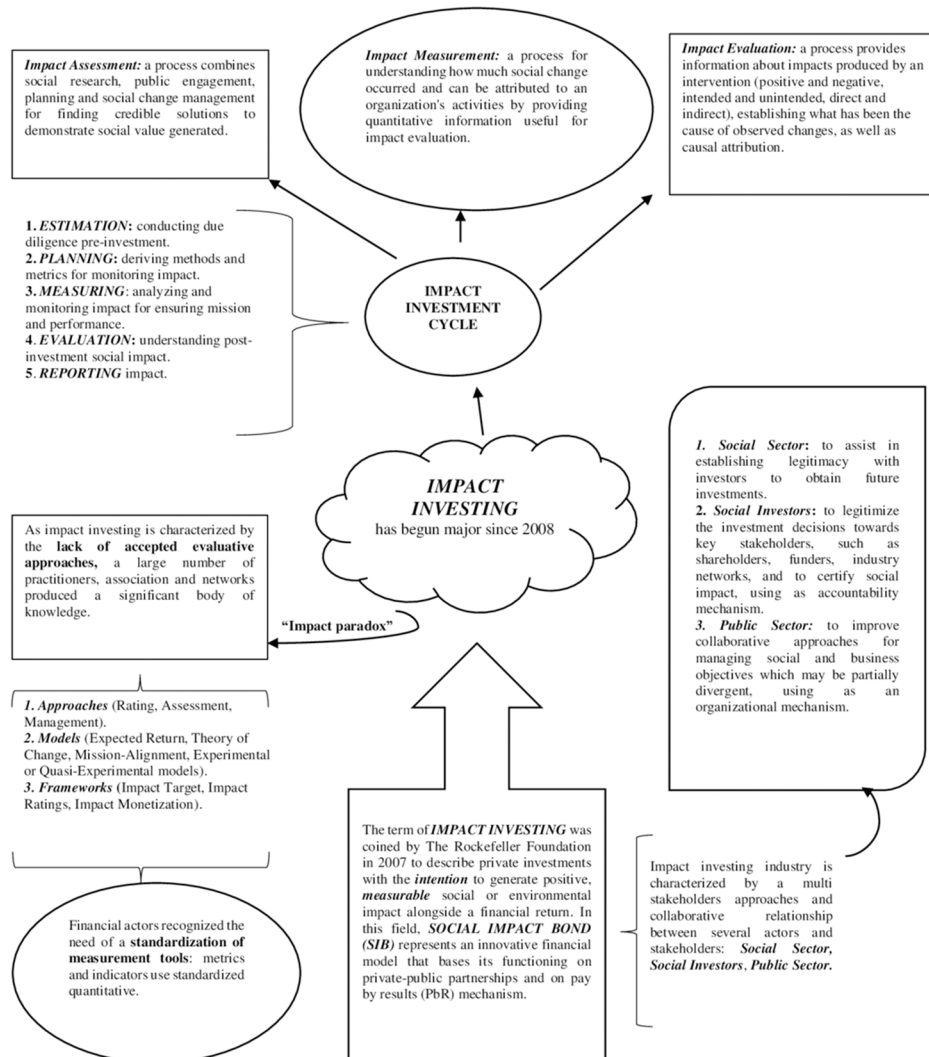 Impact Assessment: a process combines
social research, public engagement,
planning and social change management
for finding credible solutions to
demonstrate social value generated.
Impact Measurement: a process for
understanding how much social change
occurred and can be attributed to an
organization's activities by providing
quantitative information useful for
impact evaluation.
Impact Evaluation: a process provides
information about impacts produced by an
intervention (positive and negative,
intended and unintended, direct and
indirect), establishing what has been the
cause of observed changes, as well as
causal attribution.
1. ESTIMATION: conducting due
diligence pre-investment.
2. PLANNING: deriving methods and
metrics for monitoring impact.
3. MEASURING: analyzing and
monitoring impact for ensuring mission
and performance.
4. EVALUATION: understanding post-
investment social impact.
5. REPORTING impact.
IMPACT
INVESTMENT
CYCLE
IMPACT
INVESTING
has begun major since 2008
1. Social Sector: to assist in
establishing legitimacy with
investors to obtain future
investments.
2. Social Investors: to legitimize
the investment decisions towards
key stakeholders, such as
shareholders, funders, industry
networks, and to certify social
impact, using as accountability
mechanism.
3. Public Sector: to improve
collaborative approaches for
managing social and business
objectives which may be partially
divergent, using as an
organizational mechanism.
As impact investing is characterized by
the lack of accepted evaluative
approaches, a large number of
practitioners, association and networks
produced a significant body of
knowledge.
“Impact paradox”
1. Approaches (Rating, Assessment,
Management).
2. Models (Expected Return, Theory of
Change, Mission-Alignment, Experimental
or Quasi-Experimental models).
3. Frameworks (Impact Target, Impact
Ratings, Impact Monetization).
Financial actors recognized the
need of a standardization of
measurement tools: metrics
and indicators use standardized
quantitative.
The term of IMPACT INVESTING was
coined by The Rockefeller Foundation
in 2007 to describe private investments
with the intention to generate positive,
measurable social or environmental
impact alongside a financial return. In
this field, SOCIAL IMPACT BOND
(SIB) represents an innovative financial
model that bases its functioning on
private-public partnerships and on pay
by results (PbR) mechanism.
Impact investing industry is
characterized by a multi
stakeholders approaches and
collaborative relationship
between several actors and
stakeholders: Social Sector,
Social Investors, Public Sector.